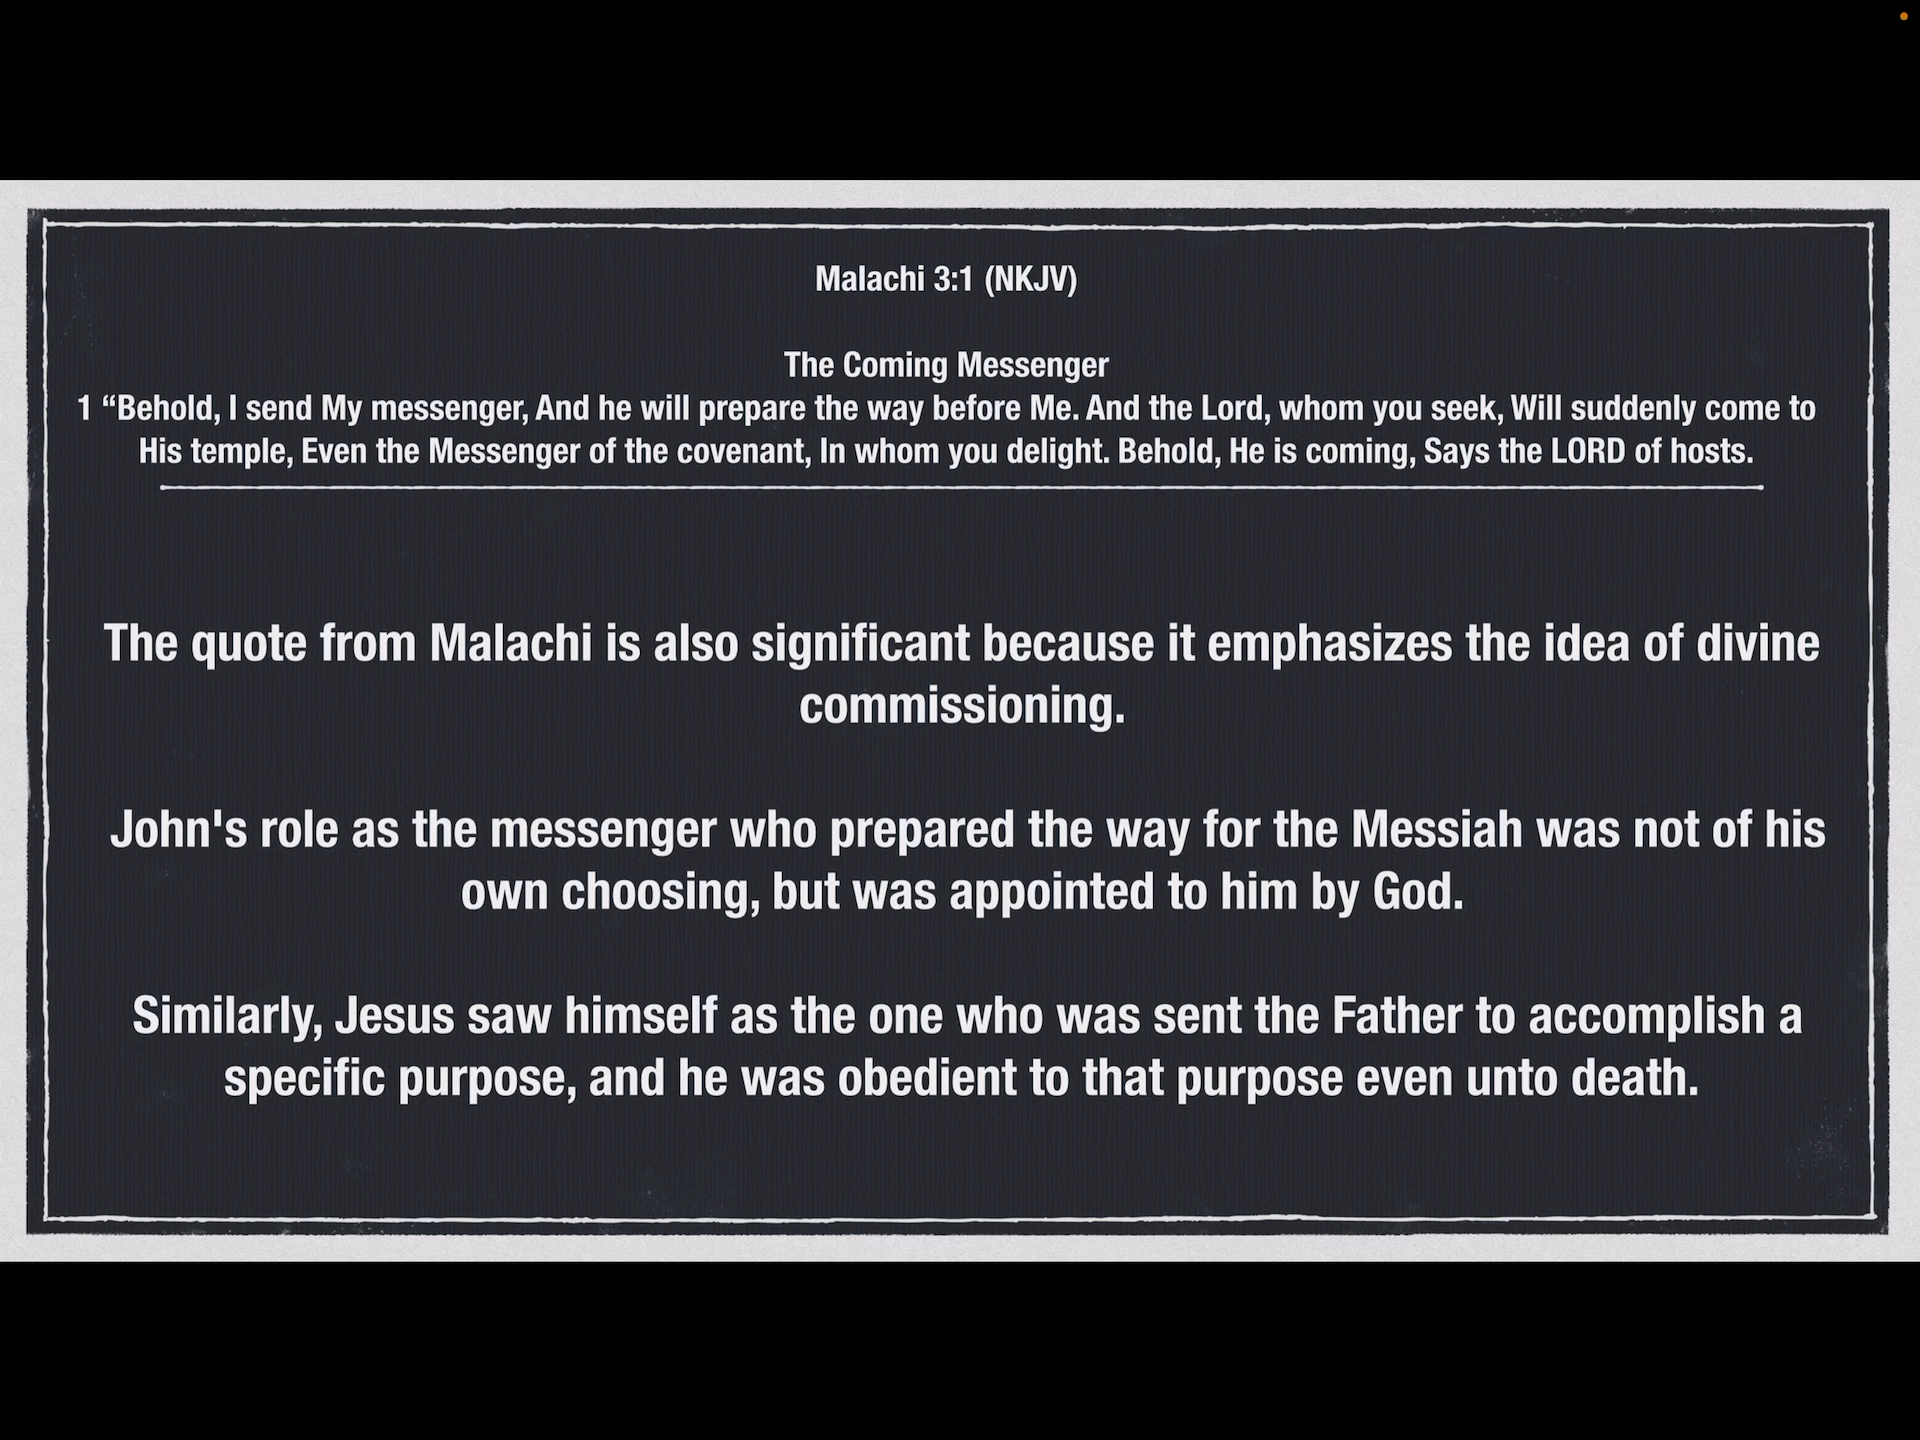 Malachi 3:1 (NKJV)
The Coming Messenger
1 “Behold, I send My messenger, And he will prepare the way before Me. And the Lord, whom you seek, Will suddenly come to
His temple, Even the Messenger of the covenant, In whom you delight. Behold, He is coming, Says the LORD of hosts.
The quote from Malachi is also significant because it emphasizes the idea of divine
commissioning.
John's role as the messenger who prepared the way for the Messiah was not of his
own choosing, but was appointed to him by God.
Similarly, Jesus saw himself as the one who was sent the Father to accomplish a
specific purpose, and he was obedient to that purpose even unto death.